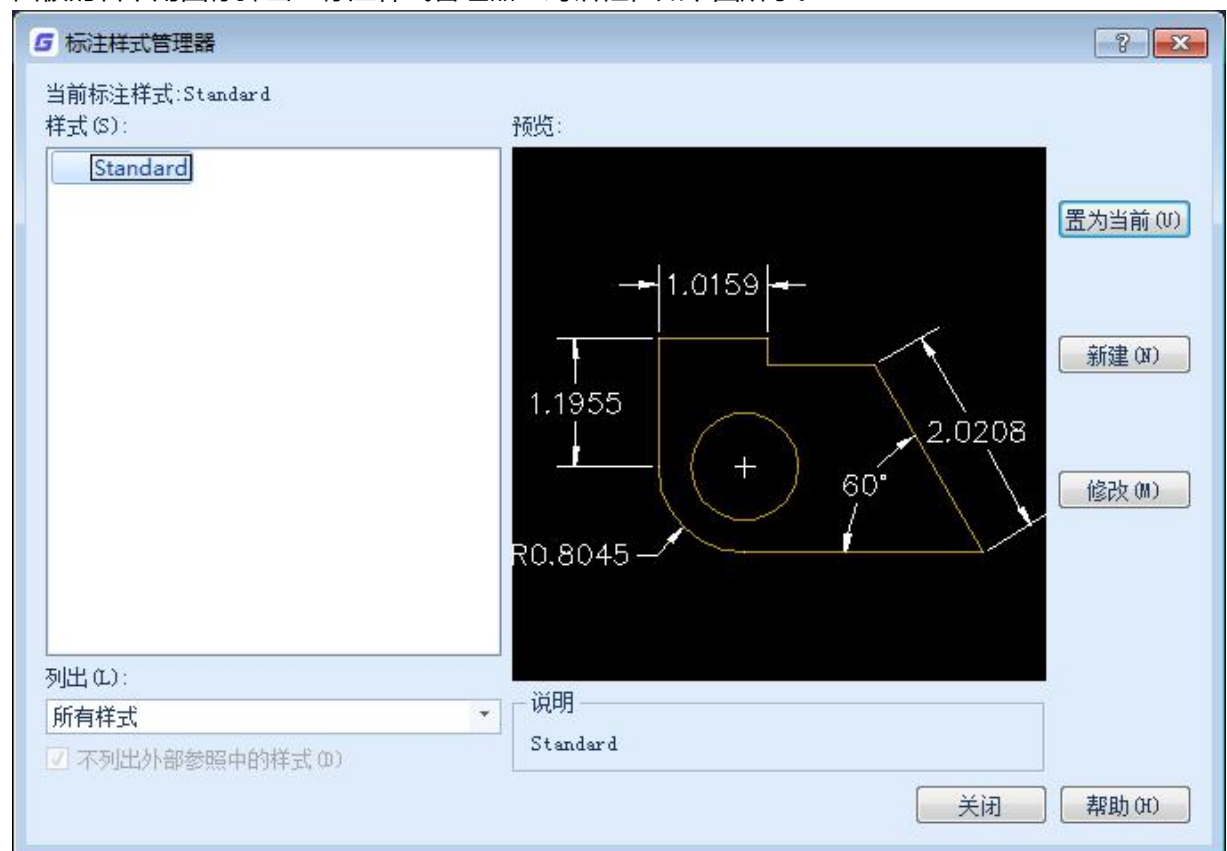 标注样式管理器
当前标注样式:Standard
样式(S):
预览:
Standard
置为当前(U)
1.0159
新建(N)
1.1955
2.0208
60°
修改(M)
R0.8045
列出(L):
所有样式
说明
Standard
不列出外部参照中的样式(D)
关闭
帮助(H)